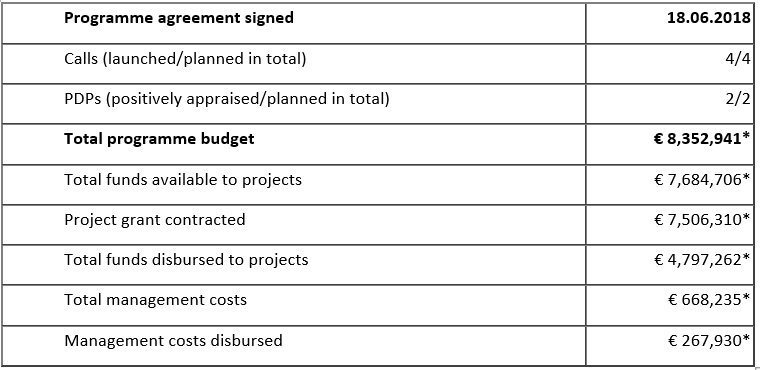 Programme agreement signed 18.06.2018
Calls (launched/planned in total) 4/4
PDPs (positively appraised/planned in total) 2/2
Total programme budget € 8,352,941*
Total funds available to projects € 7,684,706*
Project grant contracted € 7,506,310*
Total funds disbursed to projects € 4,797,262*
Total management costs € 668,235*
Management costs disbursed € 267,930*